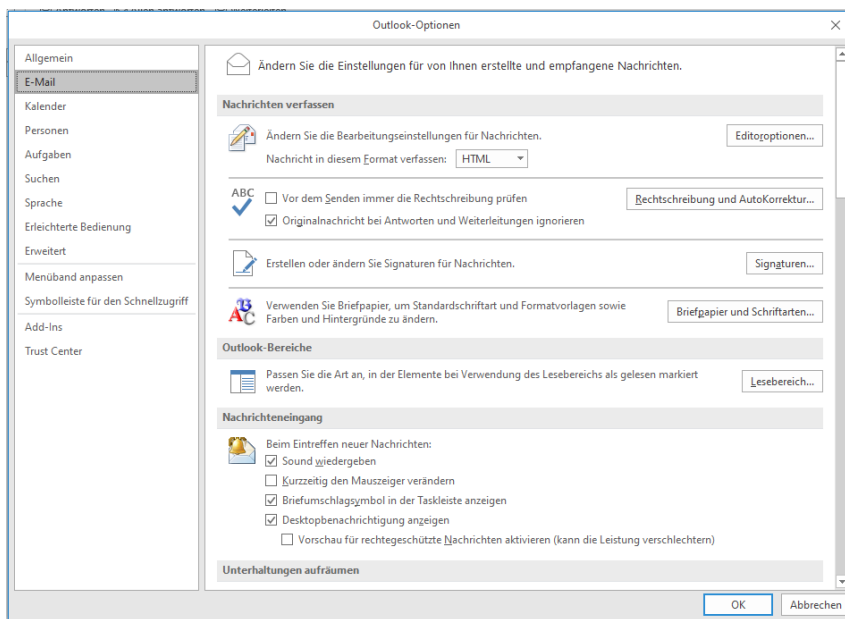 Outlook-Optionen
Allgemein
E-Mail
Kalender
Personen
Aufgaben
Suchen
Sprache
Erleichterte Bedienung
Erweitert
Menüband anpassen
Symbolleiste für den Schnellzugriff
Add-Ins
Trust Center
Ändern Sie die Einstellungen für von Ihnen erstellte und empfangene Nachrichten.
Nachrichten verfassen
Ändern Sie die Bearbeitungseinstellungen für Nachrichten.
Editoroptionen...
Nachricht in diesem Format verfassen:
HTML
ABC
Vor dem Senden immer die Rechtschreibung prüfen
Rechtschreibung und AutoKorrektur...
Originalnachricht bei Antworten und Weiterleitungen ignorieren
Erstellen oder ändern Sie Signaturen für Nachrichten.
Signaturen...
Verwenden Sie Briefpapier, um Standardschriftart und Formatvorlagen sowie
Farben und Hintergründe zu ändern.
Briefpapier und Schriftarten...
Outlook-Bereiche
Passen Sie die Art an, in der Elemente bei Verwendung des Lesebereichs als gelesen markiert
werden.
Lesebereich...
Nachrichteneingang
Beim Eintreffen neuer Nachrichten:
Sound wiedergeben
Kurzzeitig den Mauszeiger verändern
Briefumschlagsymbol in der Taskleiste anzeigen
Desktopbenachrichtigung anzeigen
Vorschau für rechtegeschützte Nachrichten aktivieren (kann die Leistung verschlechtern)
Unterhaltungen aufräumen
OK
Abbrechen